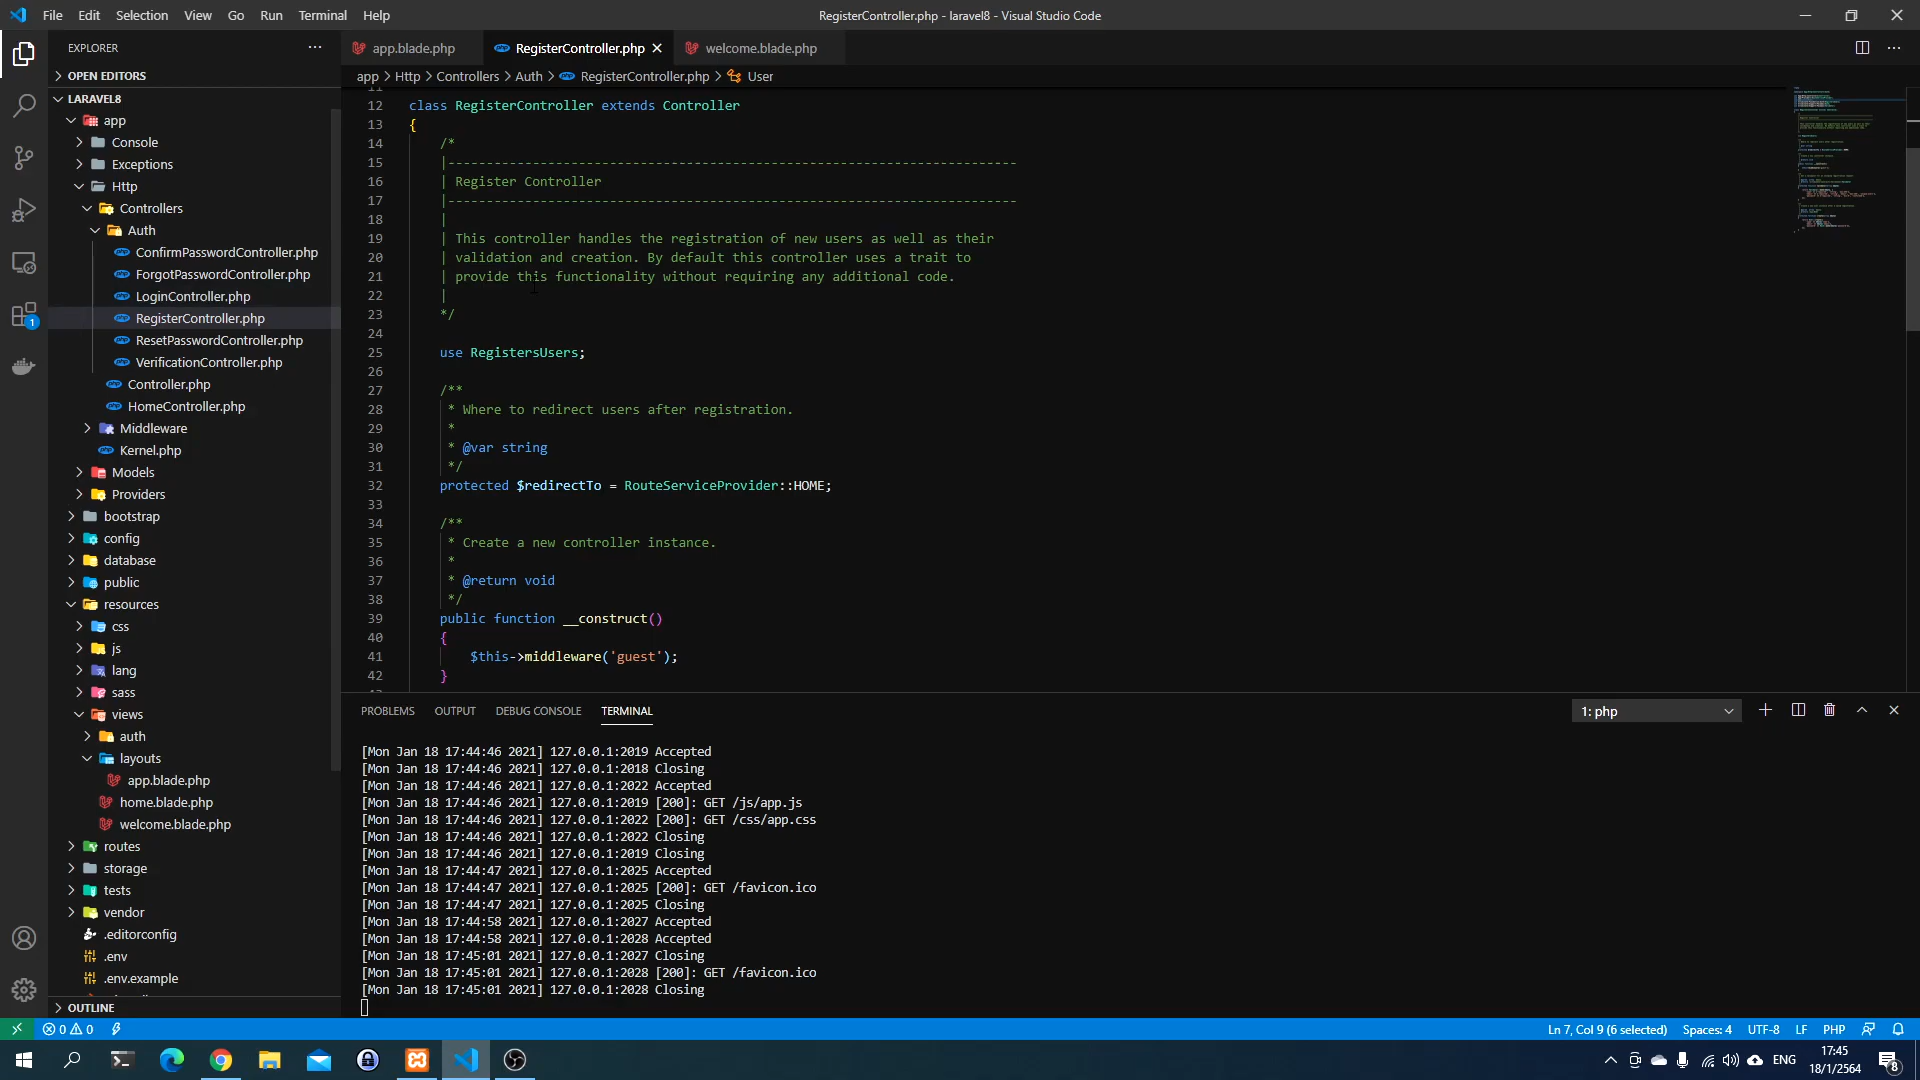 File Edit Selection View Go Run Terminal Help
RegisterController.php - laravel8 - Visual Studio Code
EXPLORER
OPEN EDITORS
LARAVEL8
app
Console
Exceptions
Http
Controllers
Auth
ConfirmPasswordController.php
ForgotPasswordController.php
LoginController.php
RegisterController.php
ResetPasswordController.php
VerificationController.php
Controller.php
HomeController.php
Middleware
Kernel.php
Models
Providers
bootstrap
config
database
public
resources
css
js
lang
sass
views
auth
layouts
app.blade.php
home.blade.php
welcome.blade.php
routes
storage
tests
vendor
.editorconfig
.env
.env.example
OUTLINE
1
app.blade.php RegisterController.php welcome.blade.php
app > Http > Controllers > Auth > RegisterController.php > User
11
12 class RegisterController extends Controller
13 {
14 /*
15 |--------------------------------------------------------------------------
16 | Register Controller
17 |--------------------------------------------------------------------------
18 |
19 | This controller handles the registration of new users as well as their
20 | validation and creation. By default this controller uses a trait to
21 | provide this functionality without requiring any additional code.
22 |
23 */
24
25 use RegistersUsers;
26
27 /**
28 * Where to redirect users after registration.
29 *
30 * @var string
31 */
32 protected $redirectTo = RouteServiceProvider::HOME;
33
34 /**
35 * Create a new controller instance.
36 *
37 * @return void
38 */
39 public function __construct()
40 {
41 $this->middleware('guest');
42 }
PROBLEMS OUTPUT DEBUG CONSOLE TERMINAL
1: php
[Mon Jan 18 17:44:46 2021] 127.0.0.1:2019 Accepted
[Mon Jan 18 17:44:46 2021] 127.0.0.1:2018 Closing
[Mon Jan 18 17:44:46 2021] 127.0.0.1:2022 Accepted
[Mon Jan 18 17:44:46 2021] 127.0.0.1:2019 [200]: GET /js/app.js
[Mon Jan 18 17:44:46 2021] 127.0.0.1:2022 [200]: GET /css/app.css
[Mon Jan 18 17:44:46 2021] 127.0.0.1:2022 Closing
[Mon Jan 18 17:44:46 2021] 127.0.0.1:2019 Closing
[Mon Jan 18 17:44:47 2021] 127.0.0.1:2025 Accepted
[Mon Jan 18 17:44:47 2021] 127.0.0.1:2025 [200]: GET /favicon.ico
[Mon Jan 18 17:44:47 2021] 127.0.0.1:2025 Closing
[Mon Jan 18 17:44:58 2021] 127.0.0.1:2027 Accepted
[Mon Jan 18 17:44:58 2021] 127.0.0.1:2028 Accepted
[Mon Jan 18 17:45:01 2021] 127.0.0.1:2027 Closing
[Mon Jan 18 17:45:01 2021] 127.0.0.1:2028 [200]: GET /favicon.ico
[Mon Jan 18 17:45:01 2021] 127.0.0.1:2028 Closing
0 0
Ln 7, Col 9 (6 selected) Spaces: 4 UTF-8 LF PHP
ENG
17:45
18/1/2564
8